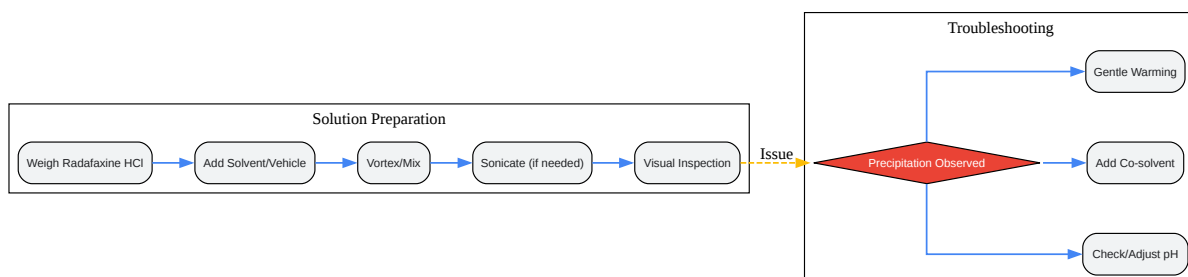 Solution Preparation
Weigh Radafaxine HCl
Add Solvent/Vehicle
Vortex/Mix
Sonicate (if needed)
Visual Inspection
Issue
Troubleshooting
Precipitation Observed
Gentle Warming
Add Co-solvent
Check/Adjust pH